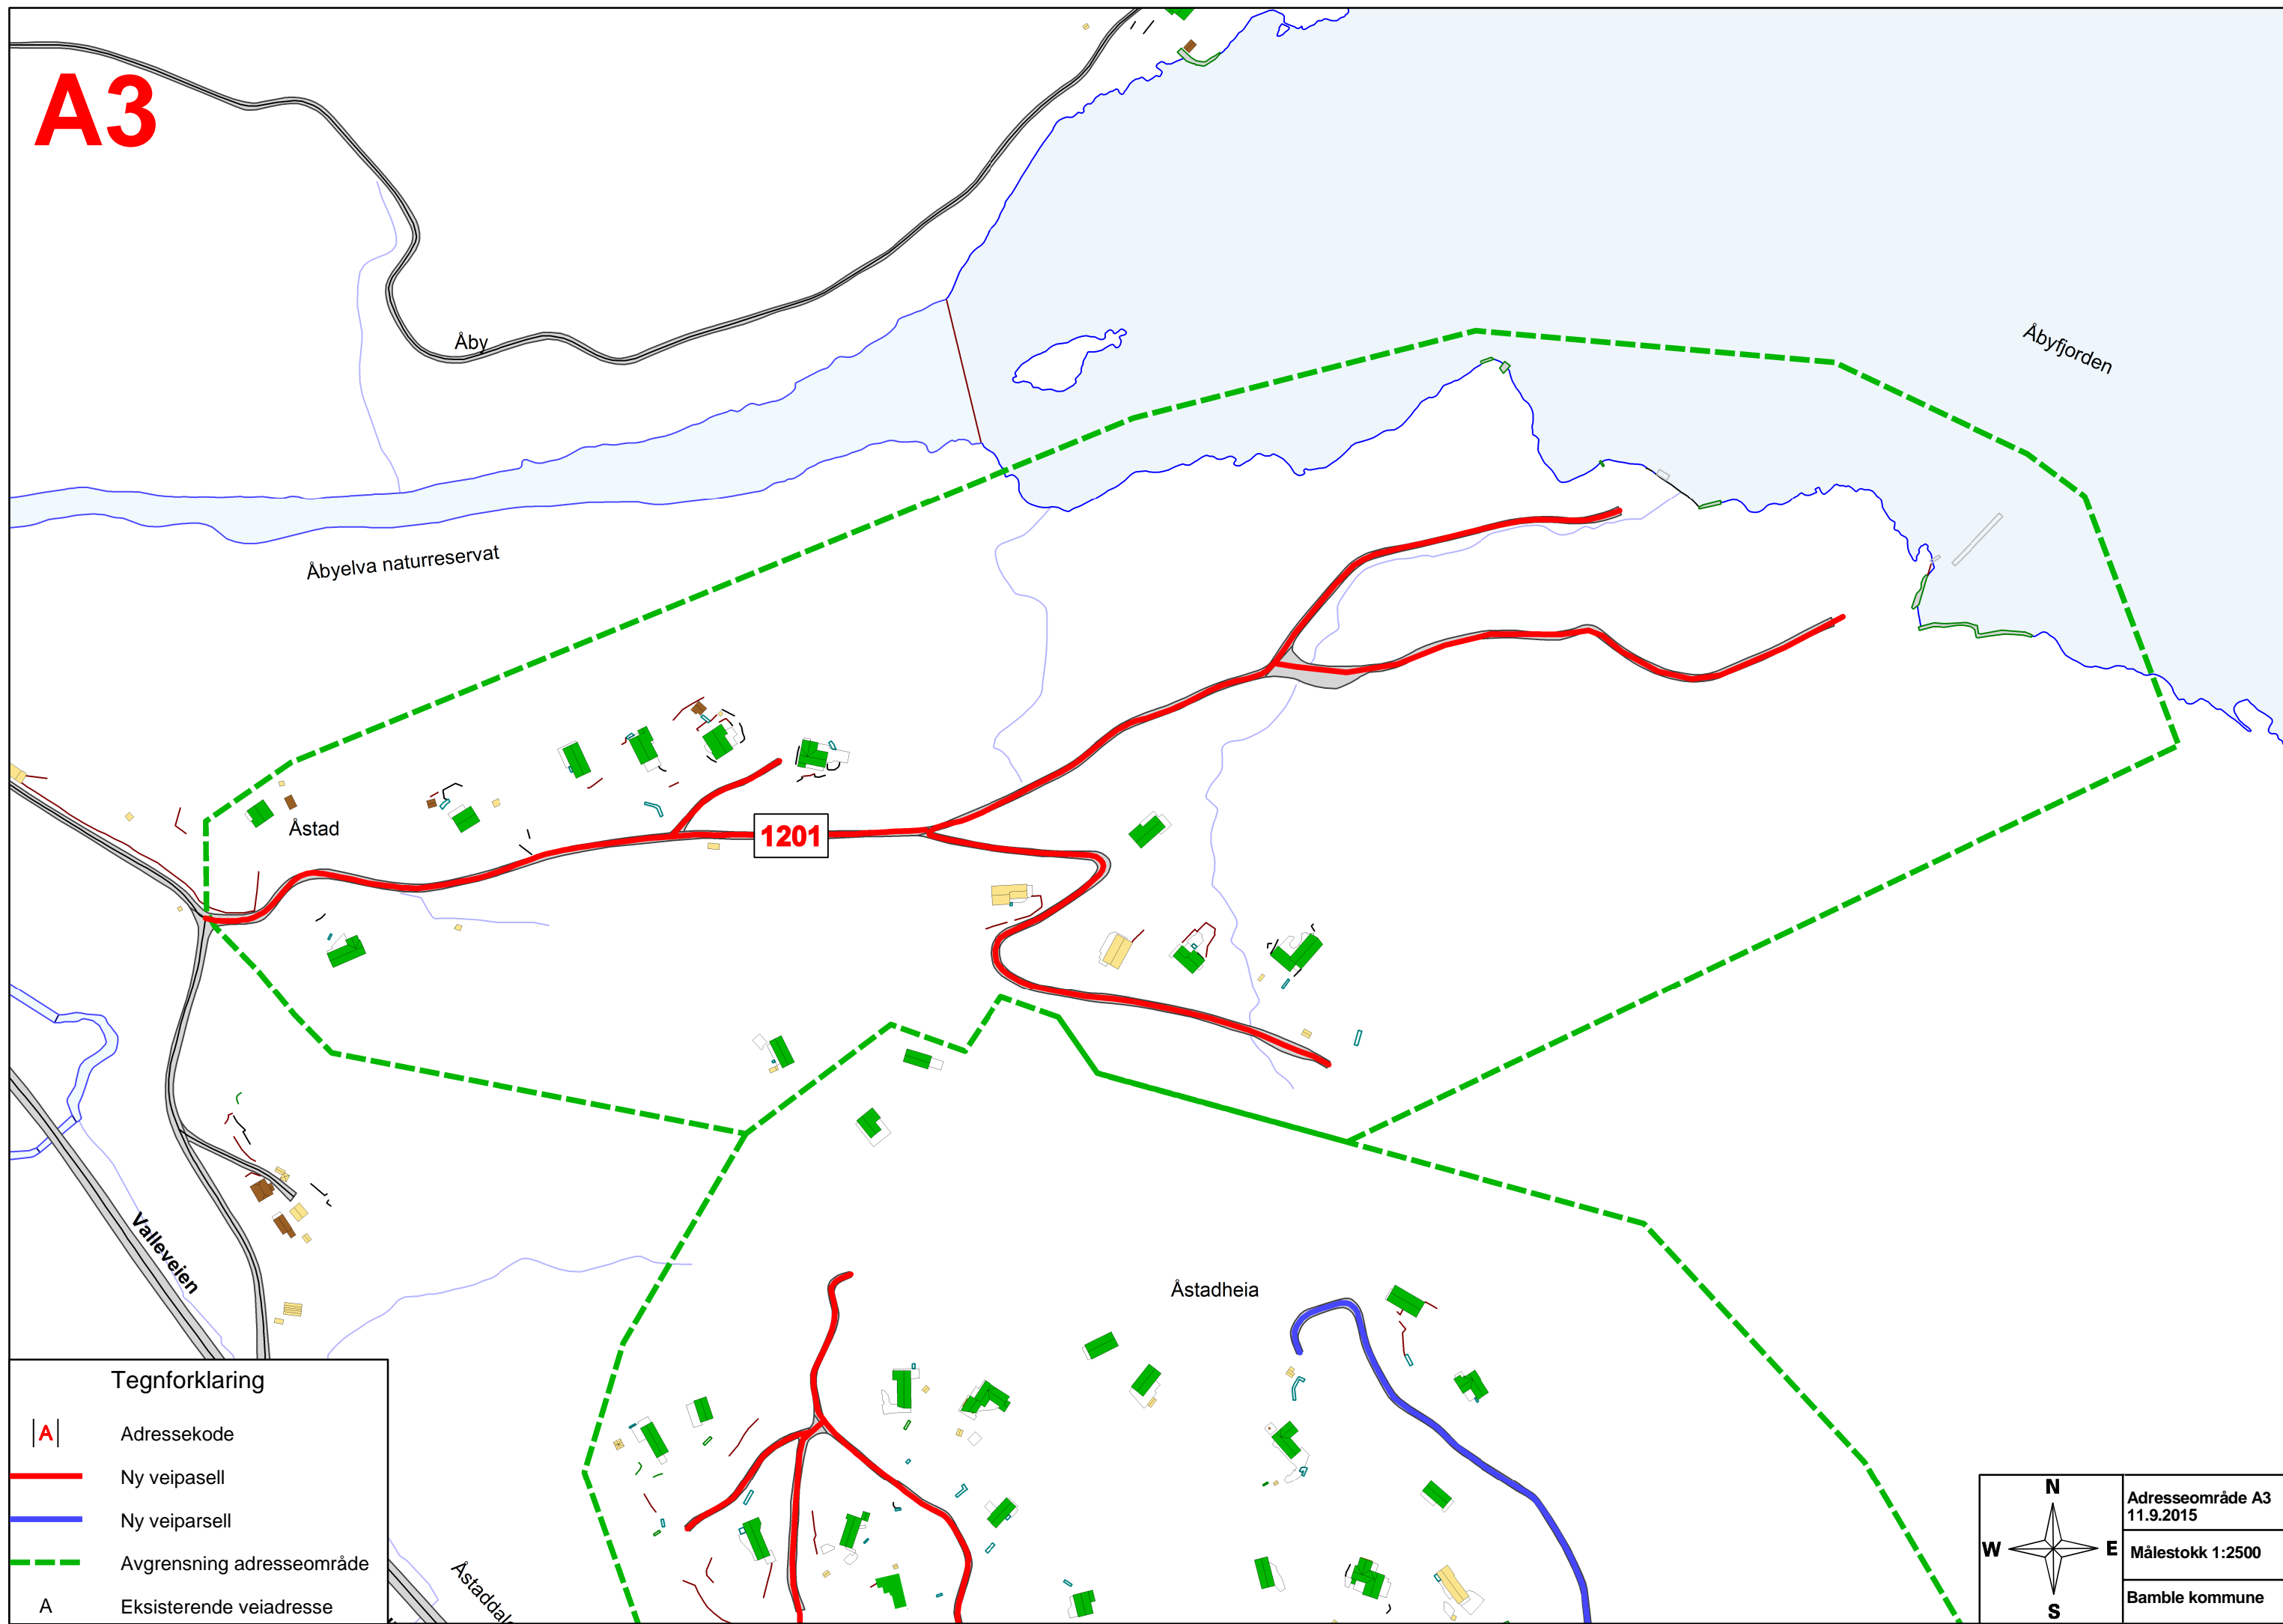 A3
Åby
Åbyfjorden
Åbyelva naturreservat
Åstad
1201
Valleveien
Åstadheia
Tegnforklaring
A Adressekode
Ny veipasell
Ny veiparsell
Avgrensning adresseområde
A Eksisterende veiadresse
N
W E
S
Adresseområde A3
11.9.2015
Målestokk 1:2500
Bamble kommune